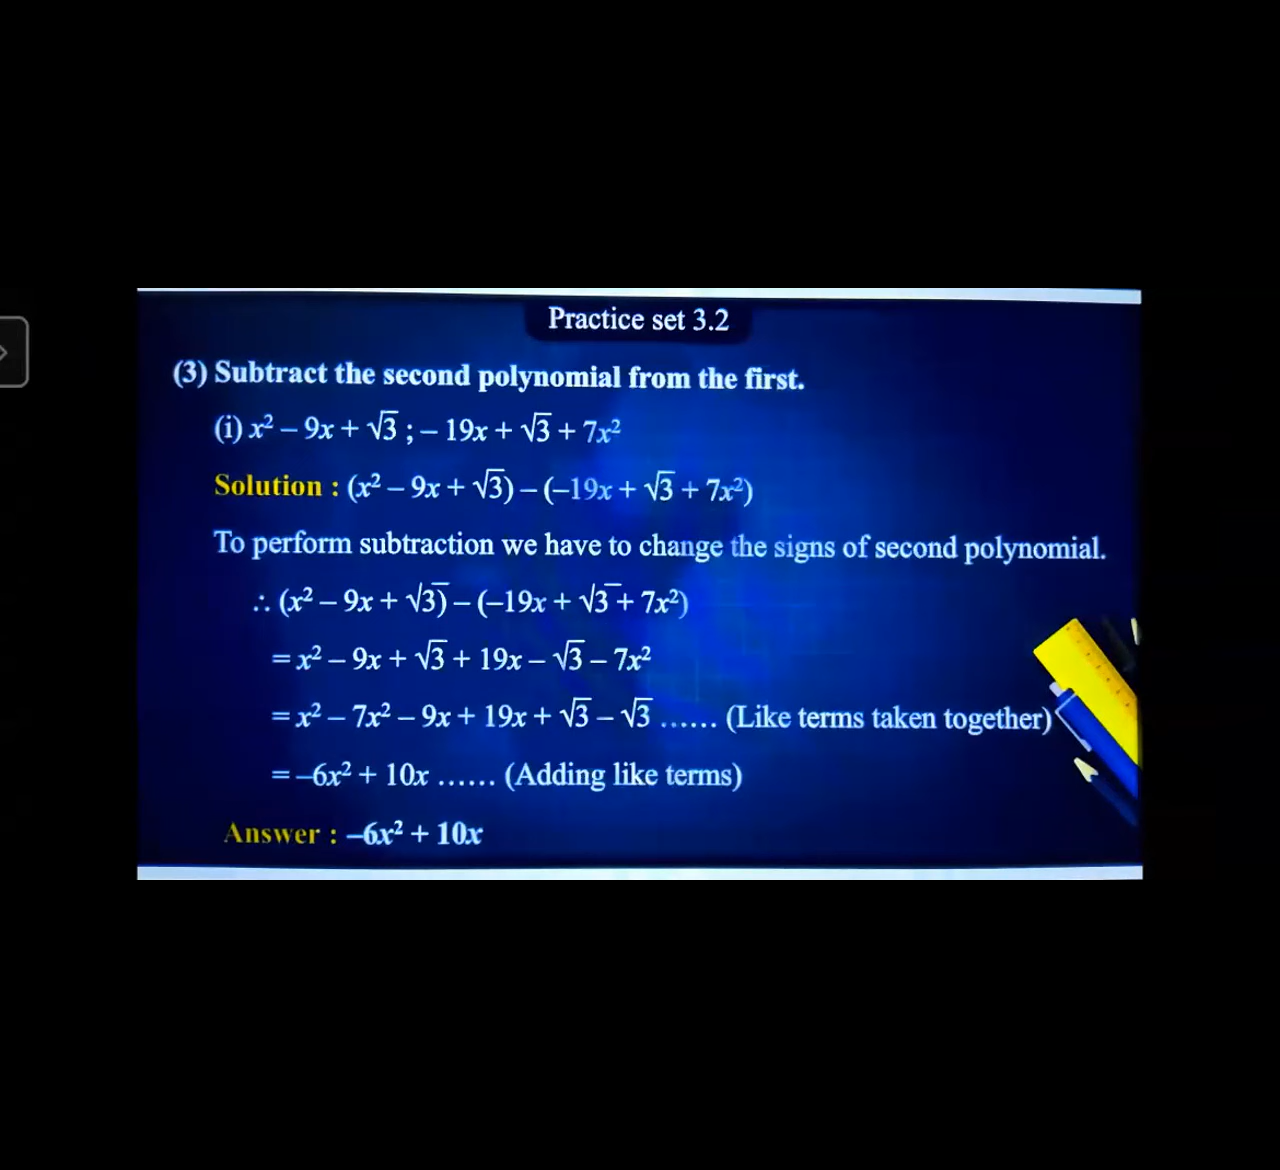 Practice set 3.2
(3) Subtract the second polynomial from the first.
(i) x² – 9x + √3 ; – 19x + √3 + 7x²
Solution : (x² – 9x + √3) – (–19x + √3 + 7x²)
To perform subtraction we have to change the signs of second polynomial.
∴ (x² – 9x + √3) – (–19x + √3 + 7x²)
= x² – 9x + √3 + 19x – √3 – 7x²
= x² – 7x² – 9x + 19x + √3 – √3 ...... (Like terms taken together)
= –6x² + 10x ...... (Adding like terms)
Answer : –6x² + 10x